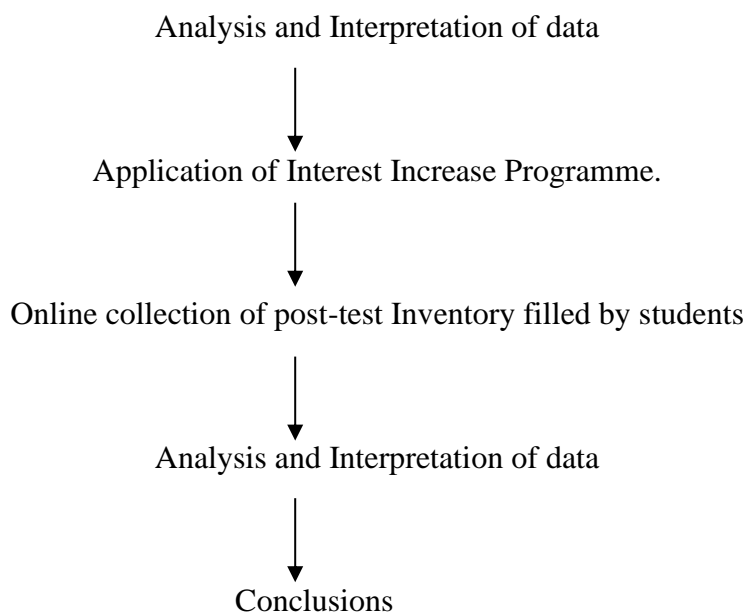 Analysis and Interpretation of data
Application of Interest Increase Programme.
Online collection of post-test Inventory filled by students
Analysis and Interpretation of data
Conclusions